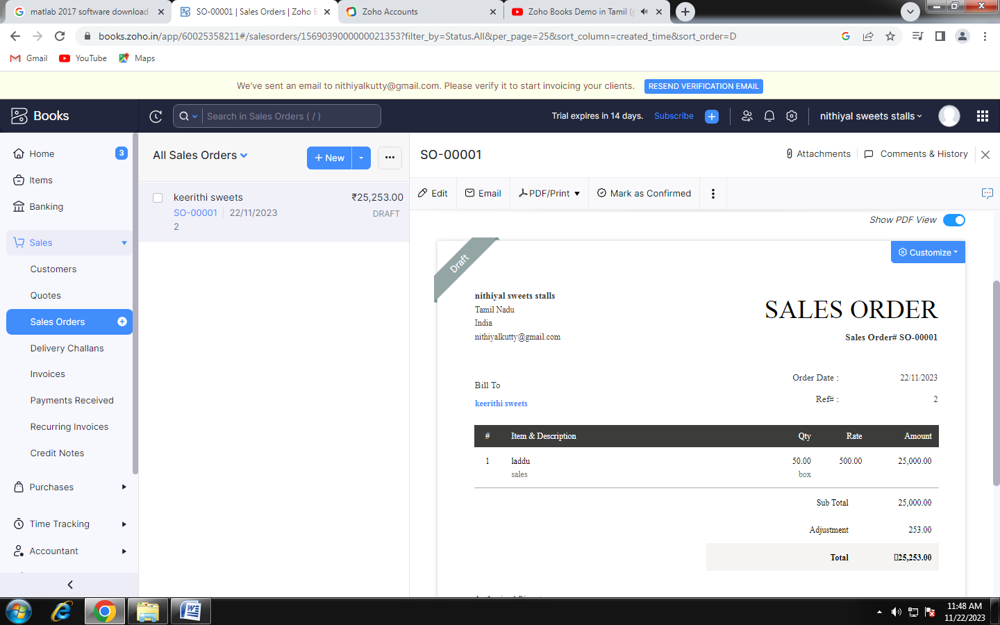 matlab 2017 software download
SO-00001 | Sales Orders | Zoho B
Zoho Accounts
Zoho Books Demo in Tamil
books.zoho.in/app/60025358211#/salesorders/1569039000000021353?filter_by=Status.All&per_page=25&sort_column=created_time&sort_order=D
Gmail
YouTube
Maps
We've sent an email to nithiyalkutty@gmail.com. Please verify it to start invoicing your clients.
RESEND VERIFICATION EMAIL
Books
Search in Sales Orders ( / )
Trial expires in 14 days.
Subscribe
nithiyal sweets stalls
Home
3
Items
Banking
Sales
Customers
Quotes
Sales Orders
Delivery Challans
Invoices
Payments Received
Recurring Invoices
Credit Notes
Purchases
Time Tracking
Accountant
All Sales Orders
+ New
keerithi sweets
₹25,253.00
SO-00001
22/11/2023
DRAFT
2
SO-00001
Attachments
Comments & History
Edit
Email
PDF/Print
Mark as Confirmed
Show PDF View
Draft
Customize
nithiyal sweets stalls
Tamil Nadu
India
nithiyalkutty@gmail.com
SALES ORDER
Sales Order# SO-00001
Order Date : 22/11/2023
Ref# : 2
Bill To
keerithi sweets
# Item & Description Qty Rate Amount
1 laddu 50.00 500.00 25,000.00
sales box
Sub Total 25,000.00
Adjustment 253.00
Total 25,253.00
11:48 AM
11/22/2023